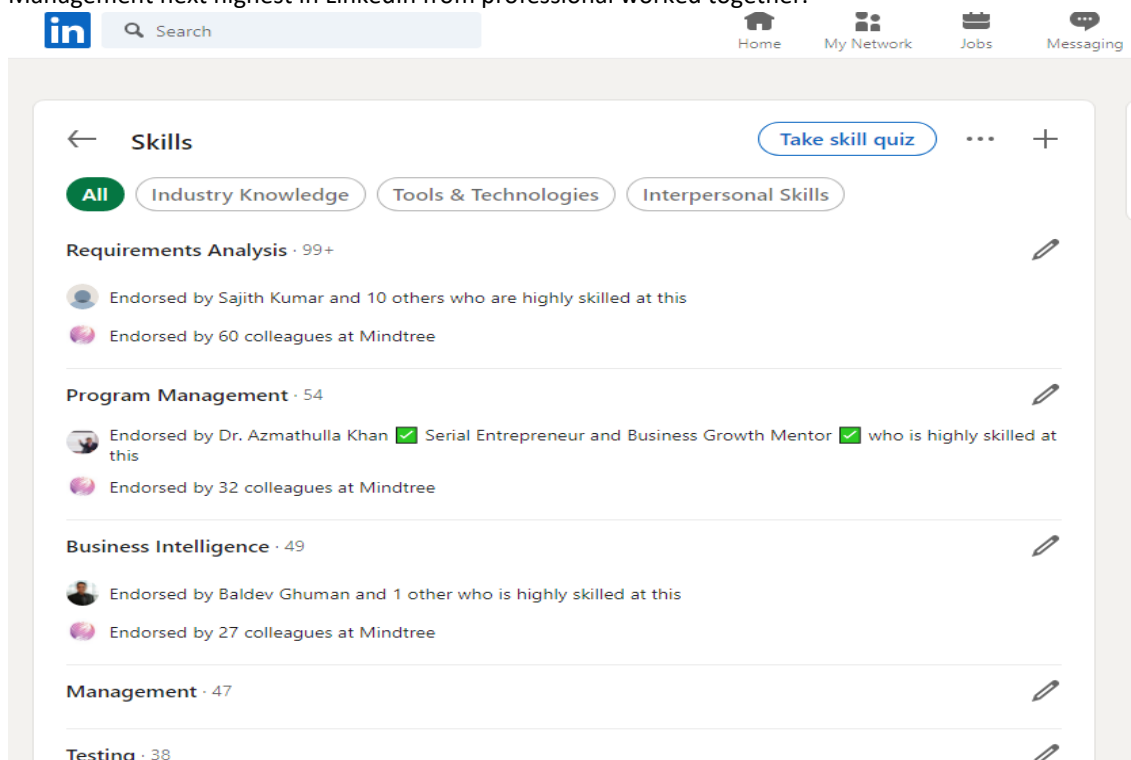 Management next highest in LinkedIn from professional worked together.
in Search
Home My Network Jobs Messaging
Skills Take skill quiz
All Industry Knowledge Tools & Technologies Interpersonal Skills
Requirements Analysis · 99+
Endorsed by Sajith Kumar and 10 others who are highly skilled at this
Endorsed by 60 colleagues at Mindtree
Program Management · 54
Endorsed by Dr. Azmathulla Khan ✅ Serial Entrepreneur and Business Growth Mentor ✅ who is highly skilled at
this
Endorsed by 32 colleagues at Mindtree
Business Intelligence · 49
Endorsed by Baldev Ghuman and 1 other who is highly skilled at this
Endorsed by 27 colleagues at Mindtree
Management · 47
Testing · 38